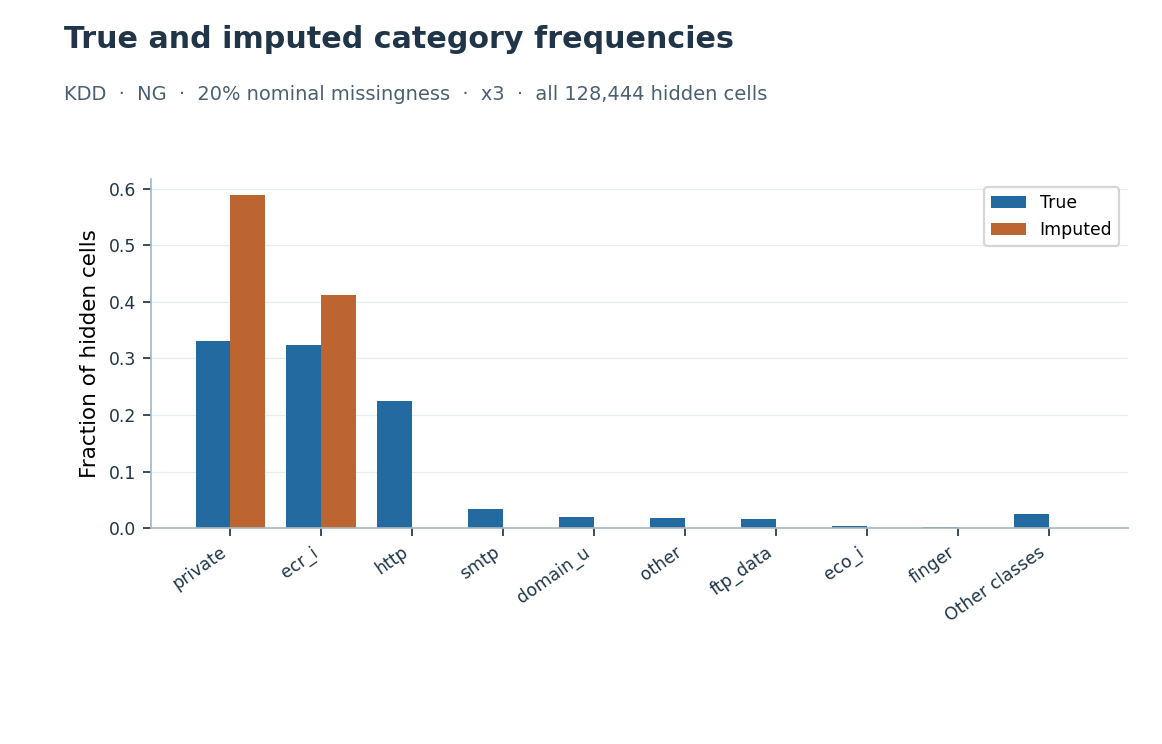 True and imputed category frequencies
KDD · NG · 20% nominal missingness · x3 · all 128,444 hidden cells
Fraction of hidden cells
0.6
0.5
0.4
0.3
0.2
0.1
0.0
True
Imputed
private
ecr_i
http
smtp
domain_u
other
ftp_data
eco_i
finger
Other classes